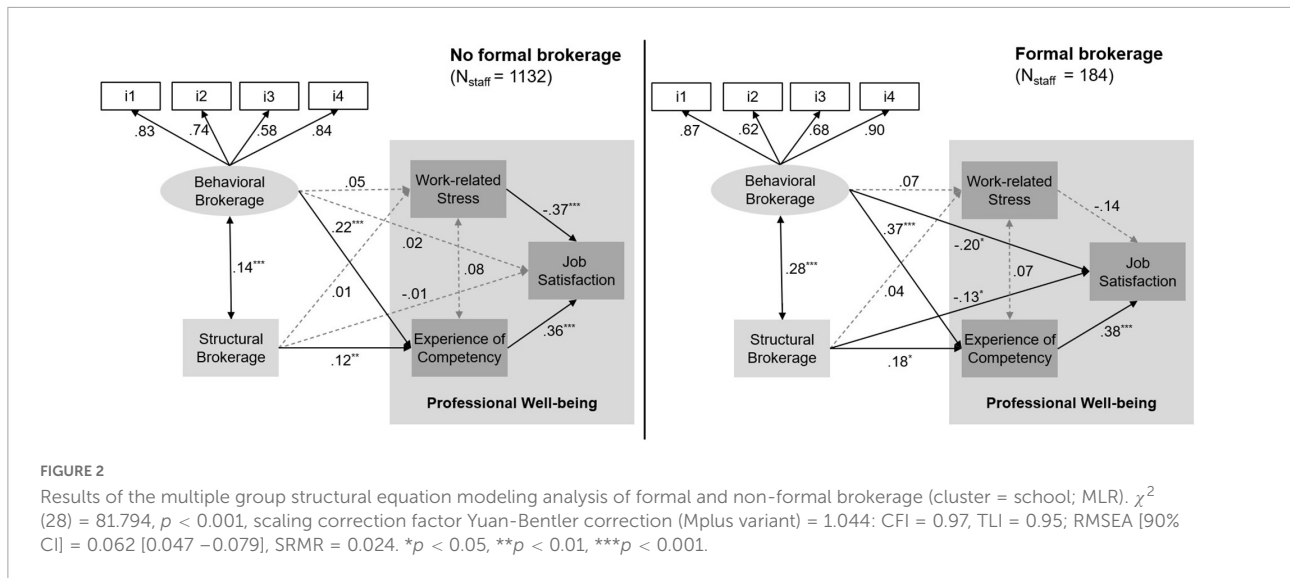 No formal brokerage
(Nstaff = 1132)
i1 i2 i3 i4
.83 .74 .58 .84
Behavioral
Brokerage
.05
Work-related
Stress
-.37***
.22***
.02
.14***
.08
Job
Satisfaction
.01
-.01
Structural
Brokerage
Experience of
Competency
.36***
.12**
Professional Well-being
Formal brokerage
(Nstaff = 184)
i1 i2 i3 i4
.87 .62 .68 .90
Behavioral
Brokerage
.07
Work-related
Stress
-.14
.37***
-.20*
.28***
.07
Job
Satisfaction
.04
-.13*
Structural
Brokerage
Experience of
Competency
.38***
.18*
Professional Well-being
FIGURE 2
Results of the multiple group structural equation modeling analysis of formal and non-formal brokerage (cluster = school; MLR). χ2
(28) = 81.794, p < 0.001, scaling correction factor Yuan-Bentler correction (Mplus variant) = 1.044: CFI = 0.97, TLI = 0.95; RMSEA [90%
CI] = 0.062 [0.047 –0.079], SRMR = 0.024. *p < 0.05, **p < 0.01, ***p < 0.001.